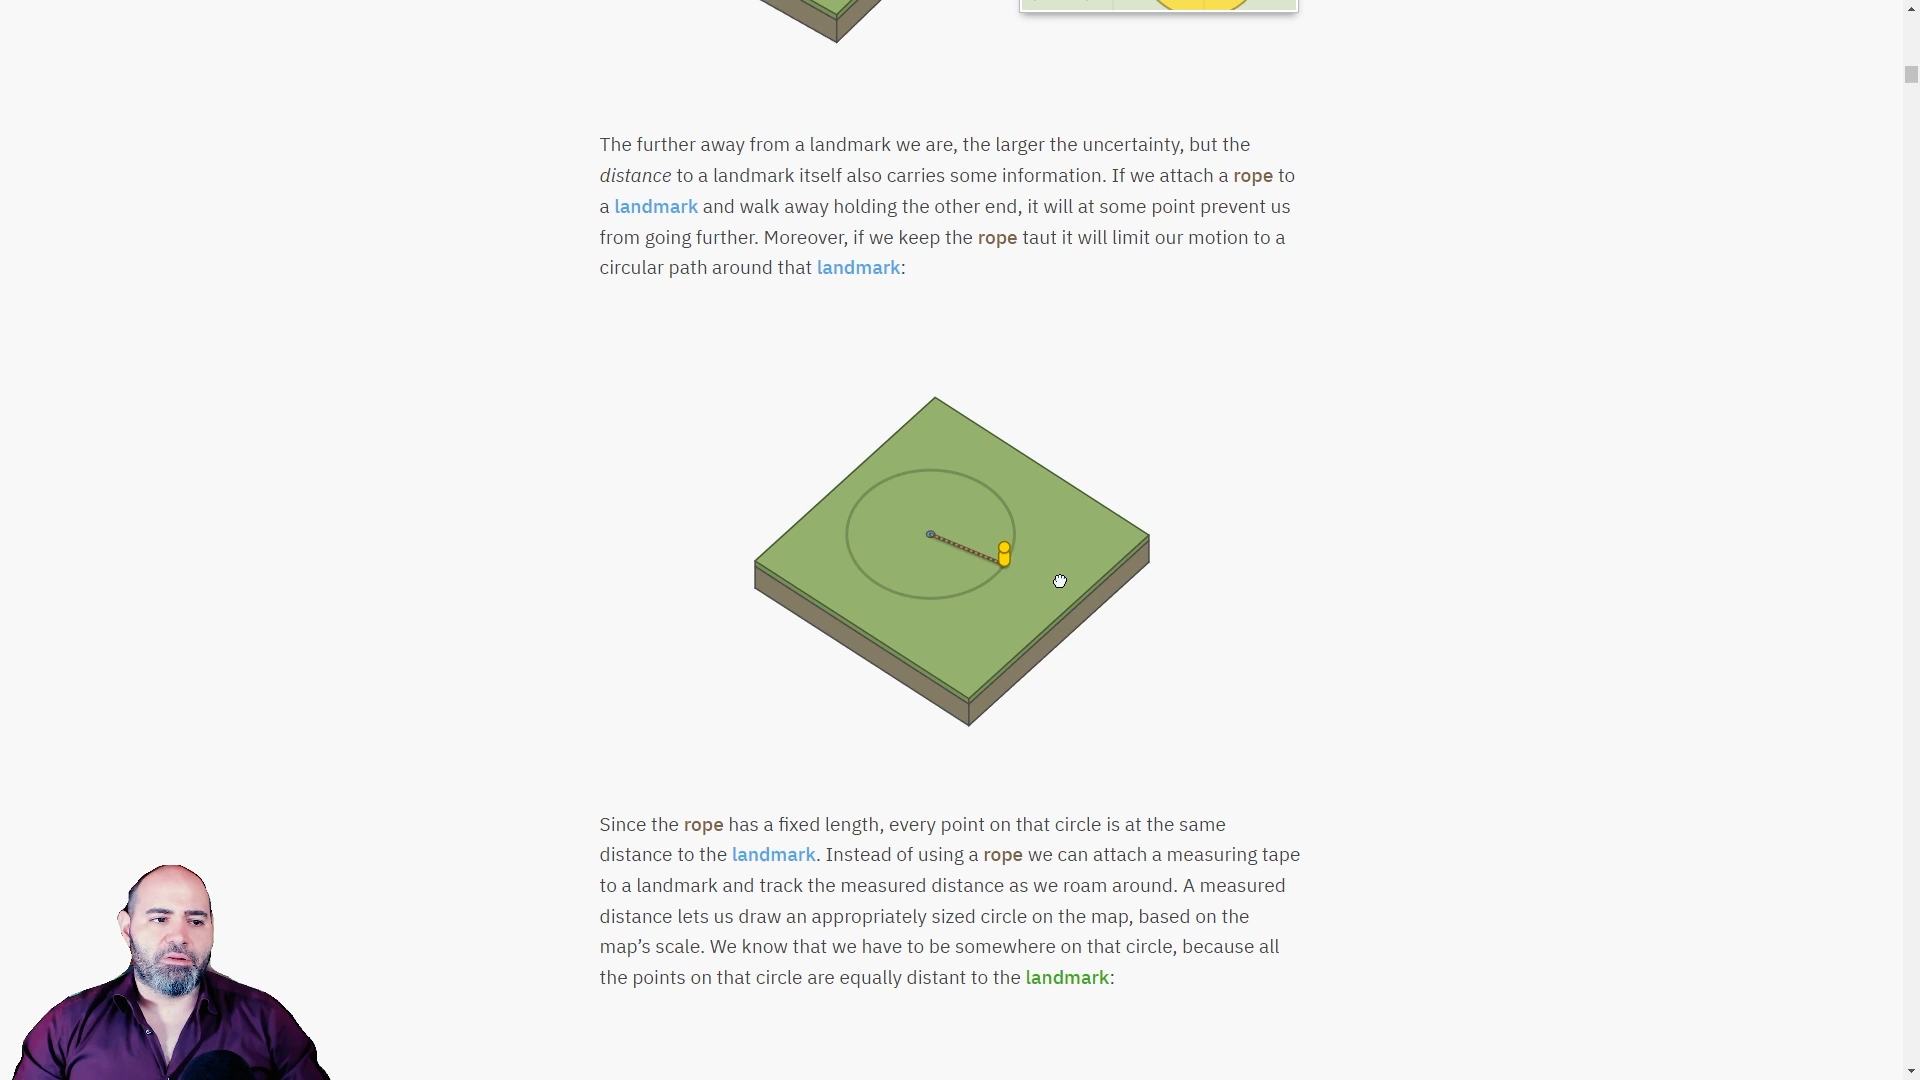 The further away from a landmark we are, the larger the uncertainty, but the
distance to a landmark itself also carries some information. If we attach a rope to
a landmark and walk away holding the other end, it will at some point prevent us
from going further. Moreover, if we keep the rope taut it will limit our motion to a
circular path around that landmark:
Since the rope has a fixed length, every point on that circle is at the same
distance to the landmark. Instead of using a rope we can attach a measuring tape
to a landmark and track the measured distance as we roam around. A measured
distance lets us draw an appropriately sized circle on the map, based on the
map’s scale. We know that we have to be somewhere on that circle, because all
the points on that circle are equally distant to the landmark: